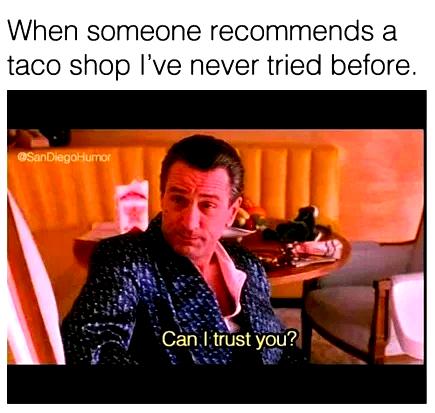 When someone recommends a
taco shop I've never tried before.
@SanDiegoHumor
Can I trust you?